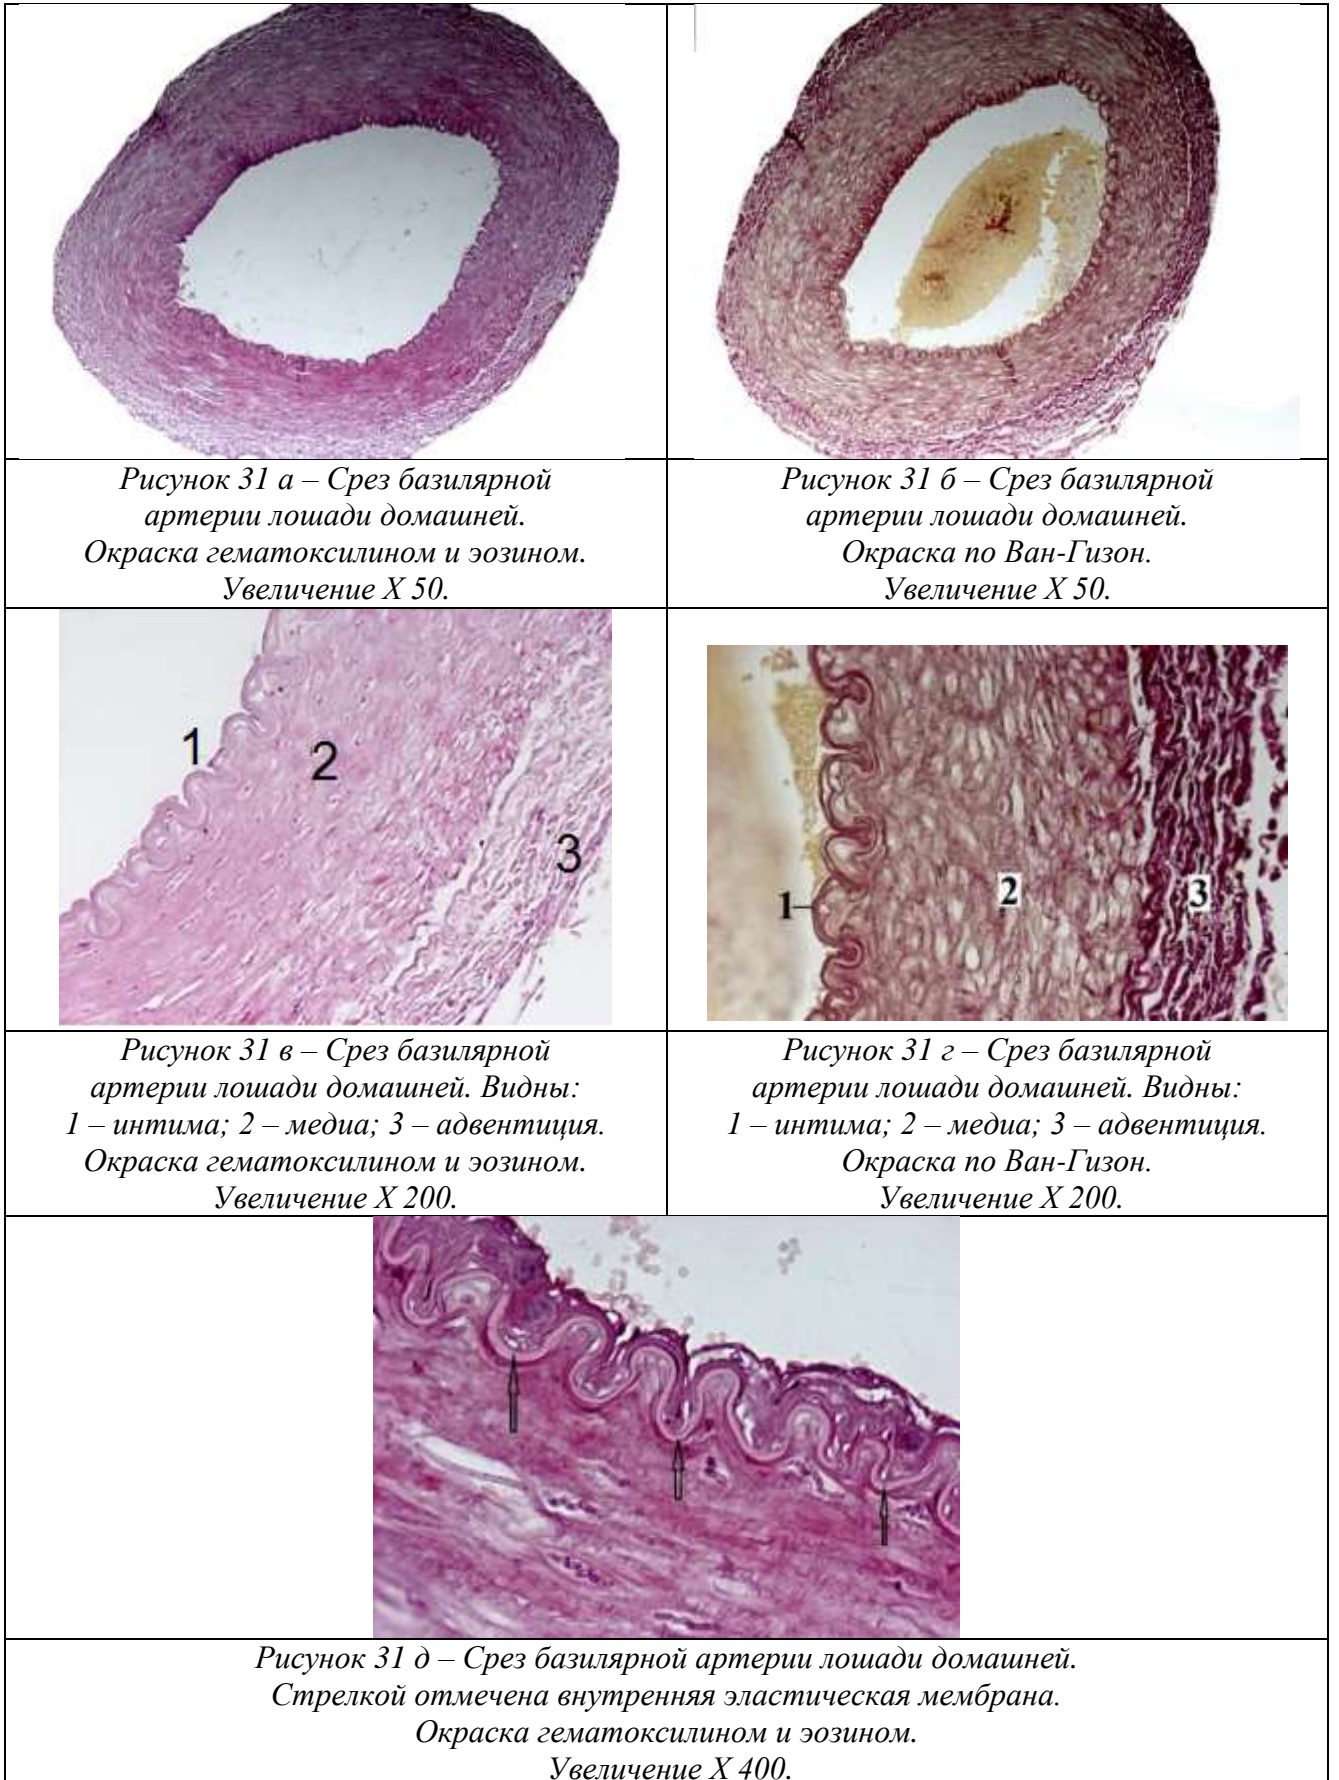 Рисунок 31 а – Срез базилярной
артерии лошади домашней.
Окраска гематоксилином и эозином.
Увеличение Х 50.
Рисунок 31 б – Срез базилярной
артерии лошади домашней.
Окраска по Ван-Гизон.
Увеличение Х 50.
1
2
3
1
2
3
Рисунок 31 в – Срез базилярной
артерии лошади домашней. Видны:
1 – интима; 2 – медиа; 3 – адвентиция.
Окраска гематоксилином и эозином.
Увеличение Х 200.
Рисунок 31 г – Срез базилярной
артерии лошади домашней. Видны:
1 – интима; 2 – медиа; 3 – адвентиция.
Окраска по Ван-Гизон.
Увеличение Х 200.
Рисунок 31 д – Срез базилярной артерии лошади домашней.
Стрелкой отмечена внутренняя эластическая мембрана.
Окраска гематоксилином и эозином.
Увеличение Х 400.